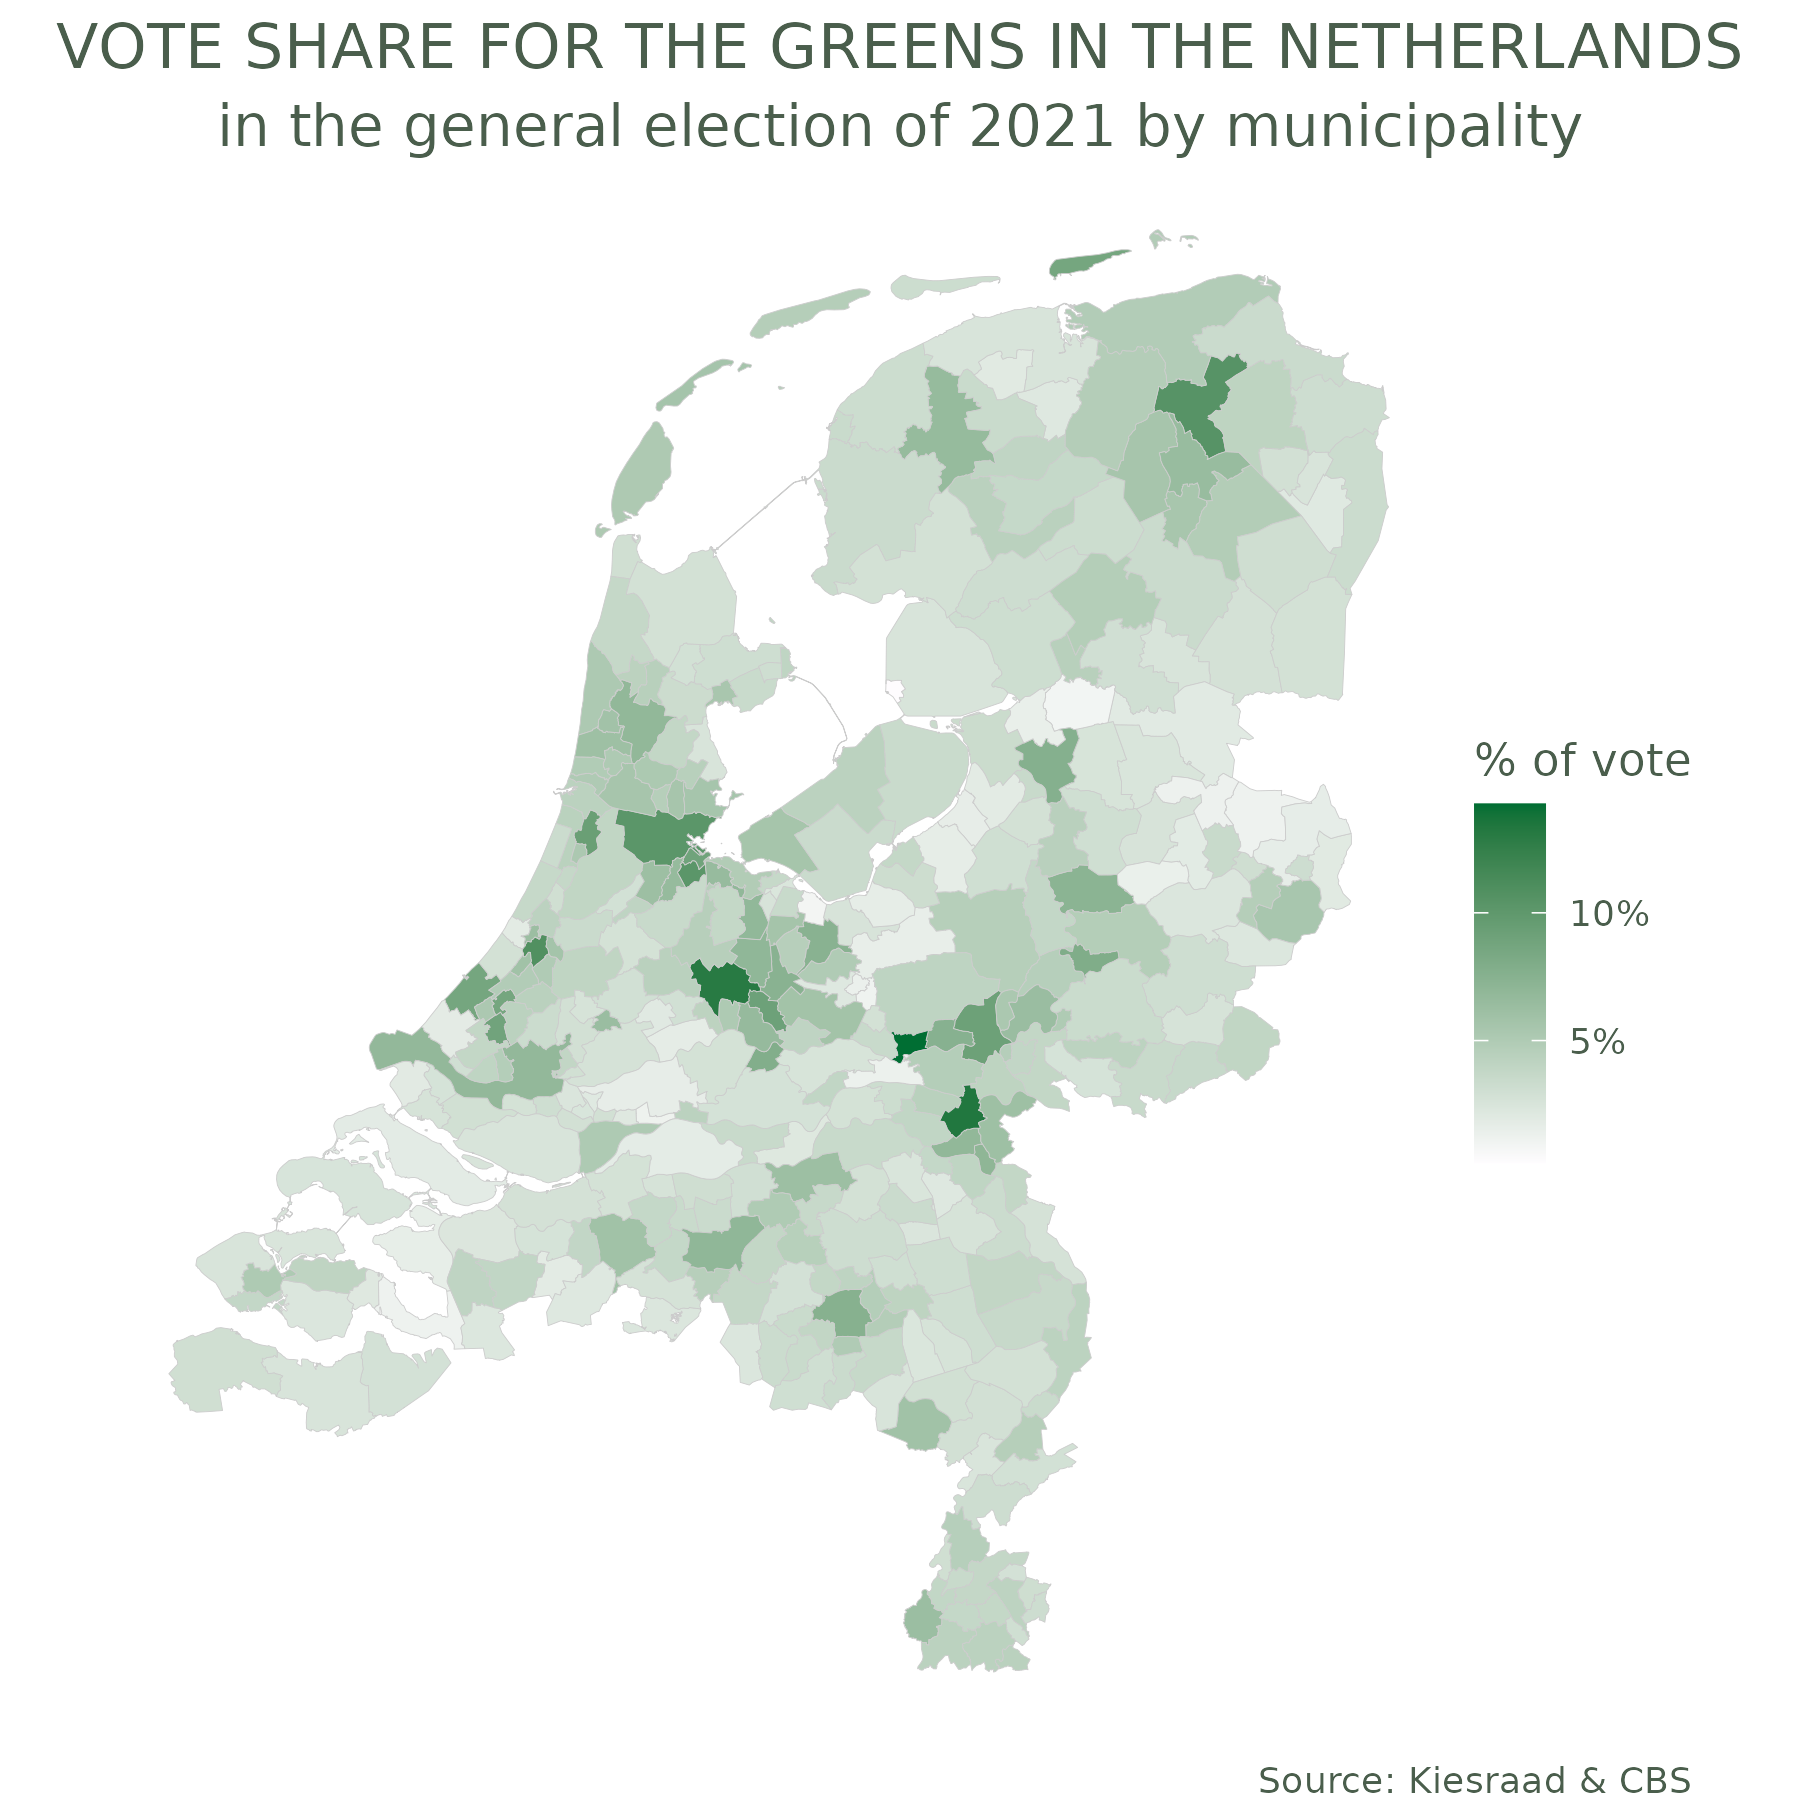 VOTE SHARE FOR THE GREENS IN THE NETHERLANDS
in the general election of 2021 by municipality
% of vote
10%
5%
Source: Kiesraad & CBS